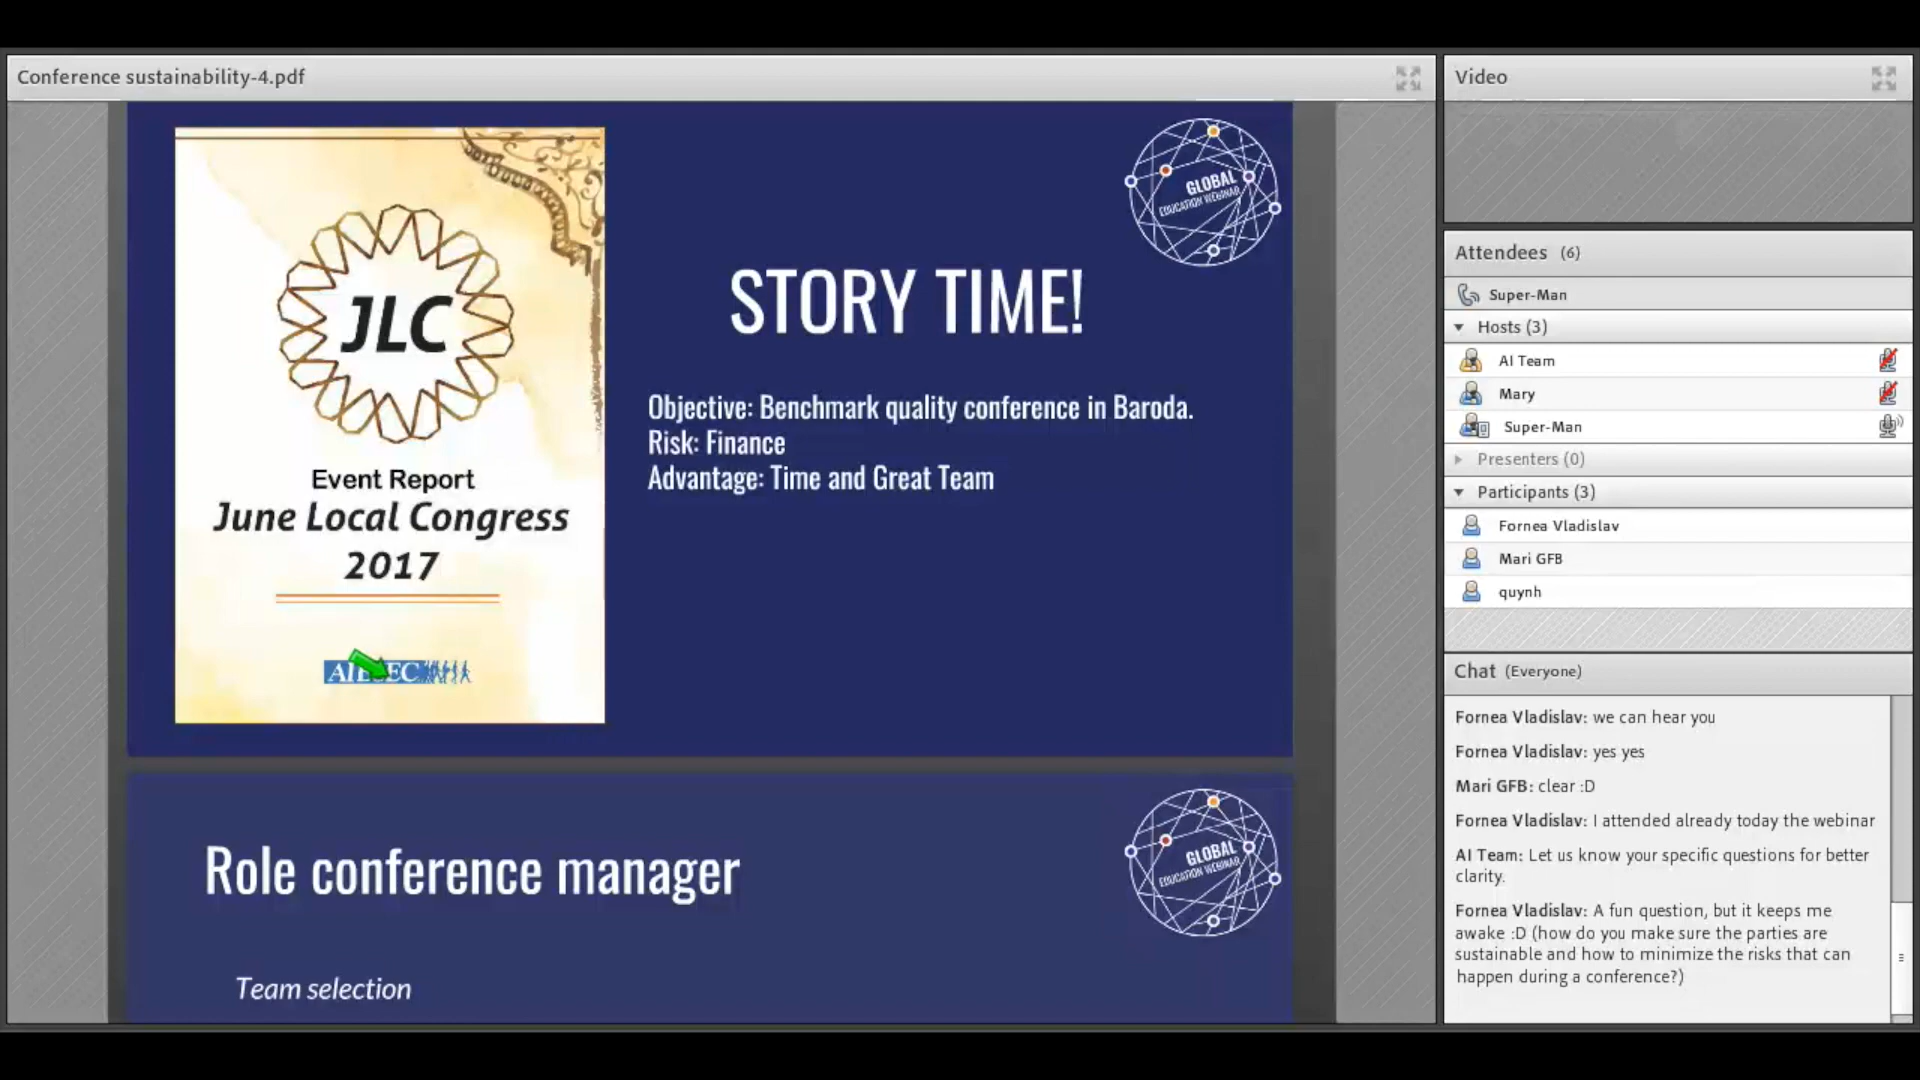 Conference sustainability-4.pdf
JLC
Event Report
June Local Congress
2017
GLOBAL
EDUCATION WEBINAR
STORY TIME!
Objective: Benchmark quality conference in Baroda.
Risk: Finance
Advantage: Time and Great Team
Role conference manager
GLOBAL
EDUCATION WEBINAR
Team selection
Video
Attendees (6)
Super-Man
Hosts (3)
AI Team
Mary
Super-Man
Presenters (0)
Participants (3)
Fornea Vladislav
Mari GFB
quynh
Chat (Everyone)
Fornea Vladislav: we can hear you
Fornea Vladislav: yes yes
Mari GFB: clear :D
Fornea Vladislav: I attended already today the webinar
AI Team: Let us know your specific questions for better
clarity.
Fornea Vladislav: A fun question, but it keeps me
awake :D (how do you make sure the parties are
sustainable and how to minimize the risks that can
happen during a conference?)